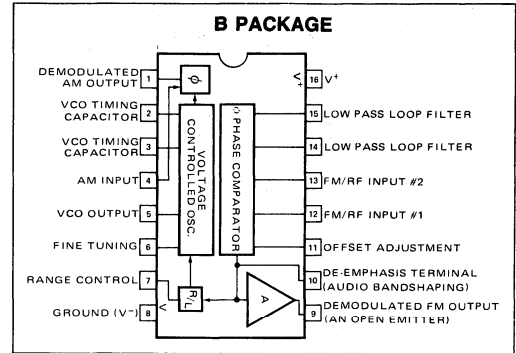 B PACKAGE
DEMODULATED
AM OUTPUT
1
VCO TIMING
CAPACITOR
2
VCO TIMING
CAPACITOR
3
AM INPUT
4
VCO OUTPUT
5
FINE TUNING
6
RANGE CONTROL
7
GROUND (V⁻)
8
ϕ
VOLTAGE
CONTROLLED OSC.
ϕ PHASE COMPARATOR
R/L
A
V
V+
16
V⁺
15
LOW PASS LOOP FILTER
14
LOW PASS LOOP FILTER
13
FM/RF INPUT #2
12
FM/RF INPUT #1
11
OFFSET ADJUSTMENT
10
DE-EMPHASIS TERMINAL
(AUDIO BANDSHAPING)
9
DEMODULATED FM OUTPUT
(AN OPEN EMITTER)